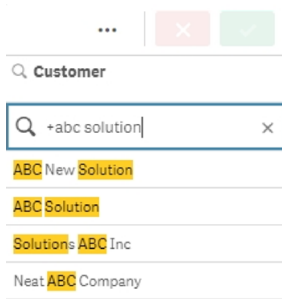 Customer
+abc solution
ABC New Solution
ABC Solution
Solutions ABC Inc
Neat ABC Company